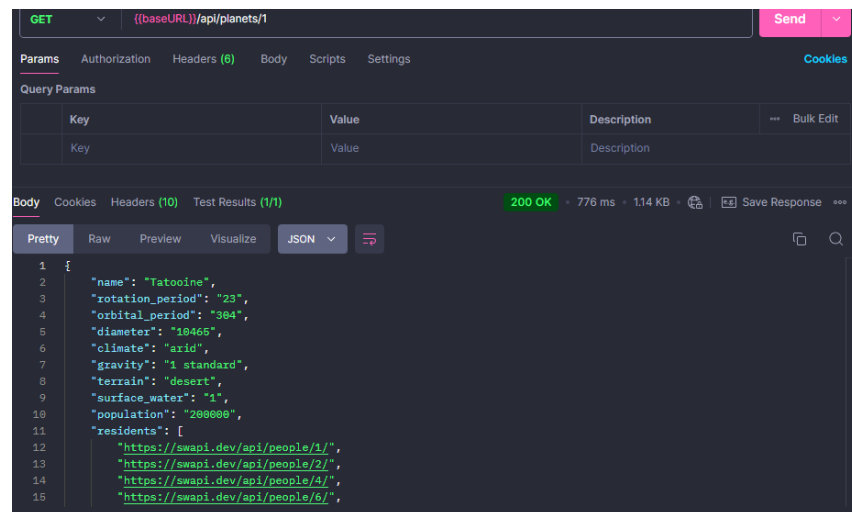 GET {{baseURL}}/api/planets/1 Send
Params Authorization Headers (6) Body Scripts Settings Cookies
Query Params
Key Value Description Bulk Edit
Key Value Description
Body Cookies Headers (10) Test Results (1/1) 200 OK 776 ms 1.14 KB e.g. Save Response
Pretty Raw Preview Visualize JSON
1 {
2 "name": "Tatooine",
3 "rotation_period": "23",
4 "orbital_period": "304",
5 "diameter": "10465",
6 "climate": "arid",
7 "gravity": "1 standard",
8 "terrain": "desert",
9 "surface_water": "1",
10 "population": "200000",
11 "residents": [
12 "https://swapi.dev/api/people/1/",
13 "https://swapi.dev/api/people/2/",
14 "https://swapi.dev/api/people/4/",
15 "https://swapi.dev/api/people/6/",